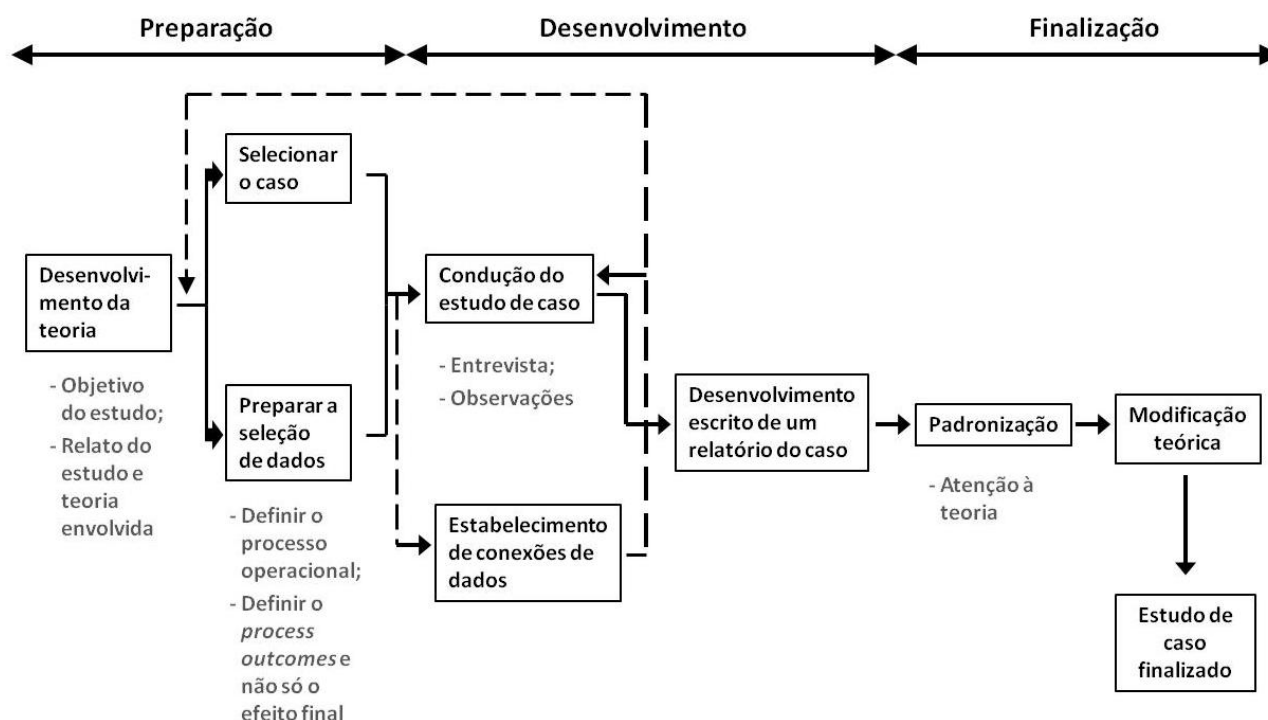 Preparação
Desenvolvimento
Finalização
Selecionar
o caso
Desenvolvi-
mento da
teoria
- Objetivo
do estudo;
- Relato do
estudo e
teoria
envolvida
Preparar a
seleção
de dados
- Definir o
processo
operacional;
- Definir o
process
outcomes e
não só o
efeito final
Condução do
estudo de caso
- Entrevista;
- Observações
Estabelecimento
de conexões de
dados
Desenvolvimento
escrito de um
relatório do caso
Padronização
- Atenção à
teoria
Modificação
teórica
Estudo de
caso
finalizado